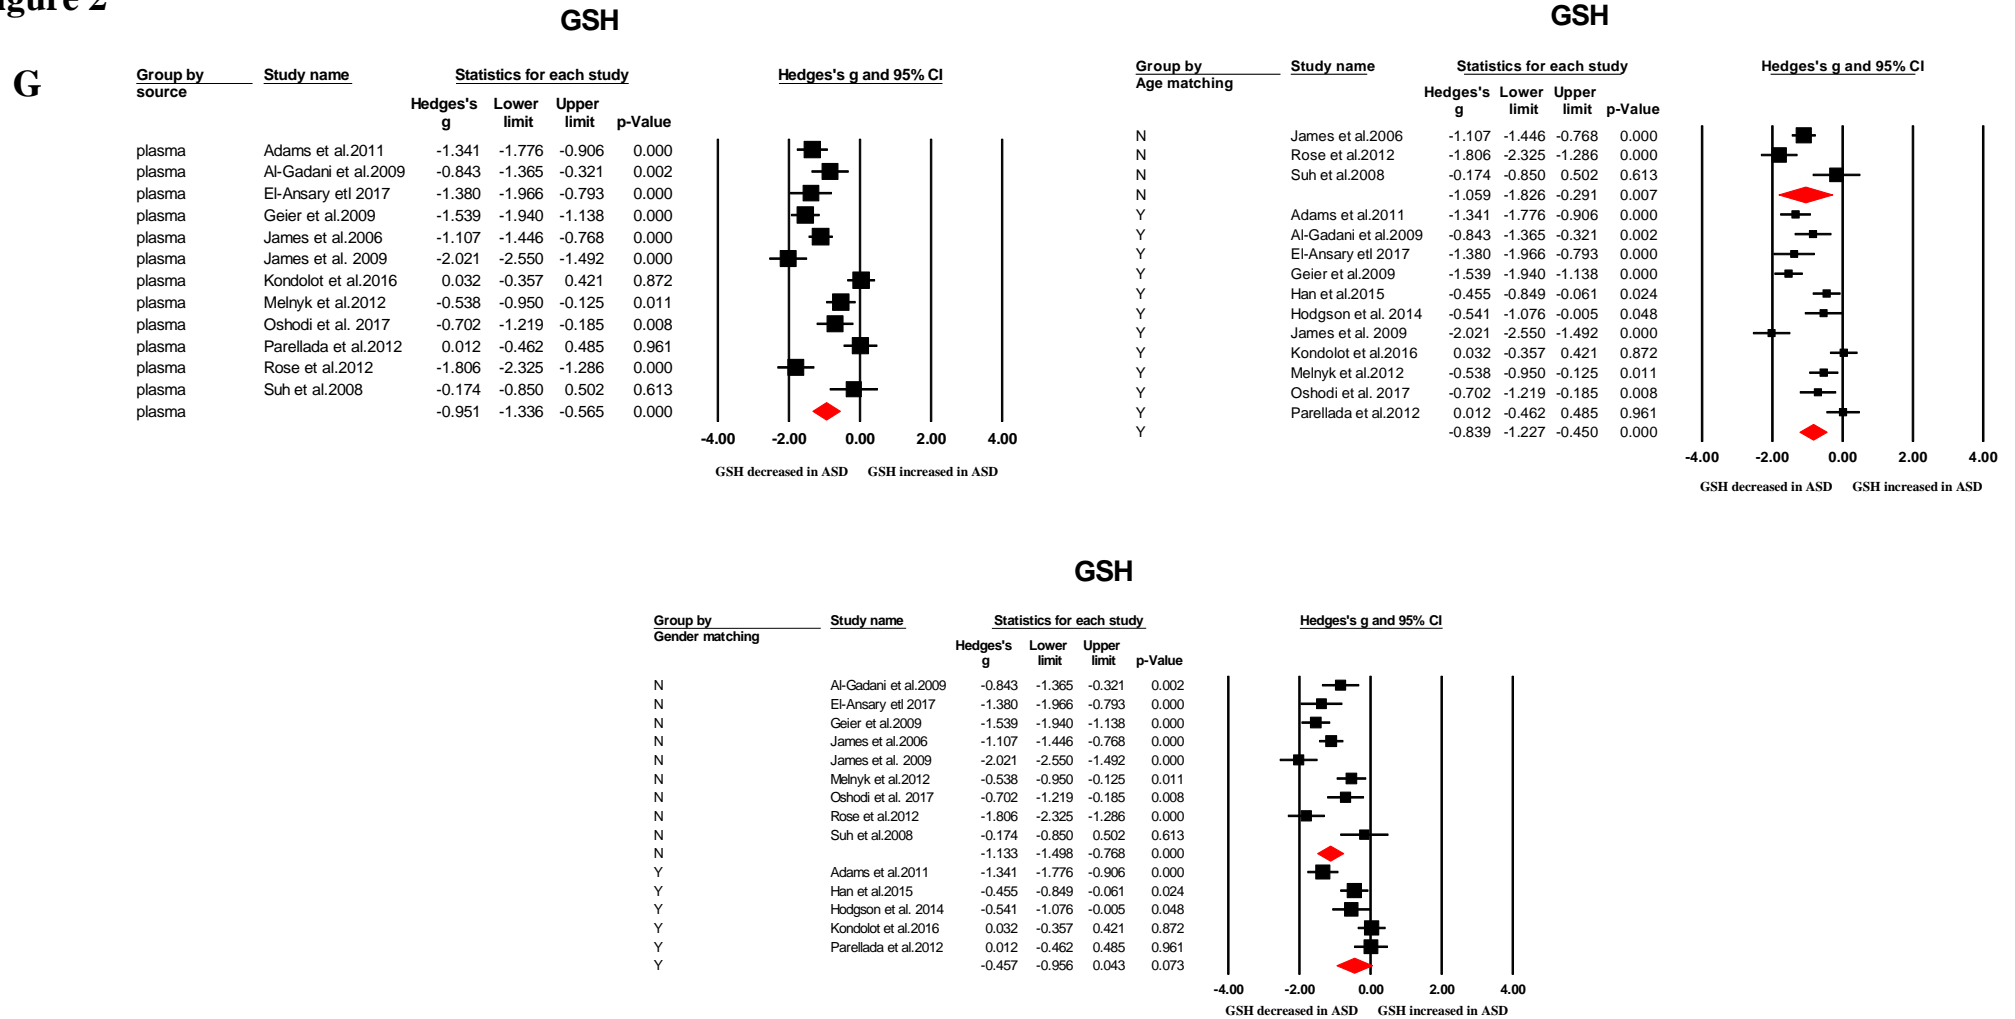 Figure 2
G
GSH
Group by Study name Statistics for each study Hedges's g and 95% CI
source
Hedges's Lower Upper
g limit limit p-Value
plasma Adams et al.2011 -1.341 -1.776 -0.906 0.000
plasma Al-Gadani et al.2009 -0.843 -1.365 -0.321 0.002
plasma El-Ansary etl 2017 -1.380 -1.966 -0.793 0.000
plasma Geier et al.2009 -1.539 -1.940 -1.138 0.000
plasma James et al.2006 -1.107 -1.446 -0.768 0.000
plasma James et al. 2009 -2.021 -2.550 -1.492 0.000
plasma Kondolot et al.2016 0.032 -0.357 0.421 0.872
plasma Melnyk et al.2012 -0.538 -0.950 -0.125 0.011
plasma Oshodi et al. 2017 -0.702 -1.219 -0.185 0.008
plasma Parellada et al.2012 0.012 -0.462 0.485 0.961
plasma Rose et al.2012 -1.806 -2.325 -1.286 0.000
plasma Suh et al.2008 -0.174 -0.850 0.502 0.613
plasma -0.951 -1.336 -0.565 0.000
-4.00 -2.00 0.00 2.00 4.00
GSH decreased in ASD GSH increased in ASD
GSH
Group by Study name Statistics for each study Hedges's g and 95% CI
Age matching
Hedges's Lower Upper
g limit limit p-Value
N James et al.2006 -1.107 -1.446 -0.768 0.000
N Rose et al.2012 -1.806 -2.325 -1.286 0.000
N Suh et al.2008 -0.174 -0.850 0.502 0.613
N -1.059 -1.826 -0.291 0.007
Y Adams et al.2011 -1.341 -1.776 -0.906 0.000
Y Al-Gadani et al.2009 -0.843 -1.365 -0.321 0.002
Y El-Ansary etl 2017 -1.380 -1.966 -0.793 0.000
Y Geier et al.2009 -1.539 -1.940 -1.138 0.000
Y Han et al.2015 -0.455 -0.849 -0.061 0.024
Y Hodgson et al. 2014 -0.541 -1.076 -0.005 0.048
Y James et al. 2009 -2.021 -2.550 -1.492 0.000
Y Kondolot et al.2016 0.032 -0.357 0.421 0.872
Y Melnyk et al.2012 -0.538 -0.950 -0.125 0.011
Y Oshodi et al. 2017 -0.702 -1.219 -0.185 0.008
Y Parellada et al.2012 0.012 -0.462 0.485 0.961
Y -0.839 -1.227 -0.450 0.000
-4.00 -2.00 0.00 2.00 4.00
GSH decreased in ASD GSH increased in ASD
GSH
Group by Study name Statistics for each study Hedges's g and 95% CI
Gender matching
Hedges's Lower Upper
g limit limit p-Value
N Al-Gadani et al.2009 -0.843 -1.365 -0.321 0.002
N El-Ansary etl 2017 -1.380 -1.966 -0.793 0.000
N Geier et al.2009 -1.539 -1.940 -1.138 0.000
N James et al.2006 -1.107 -1.446 -0.768 0.000
N James et al. 2009 -2.021 -2.550 -1.492 0.000
N Melnyk et al.2012 -0.538 -0.950 -0.125 0.011
N Oshodi et al. 2017 -0.702 -1.219 -0.185 0.008
N Rose et al.2012 -1.806 -2.325 -1.286 0.000
N Suh et al.2008 -0.174 -0.850 0.502 0.613
N -1.133 -1.498 -0.768 0.000
Y Adams et al.2011 -1.341 -1.776 -0.906 0.000
Y Han et al.2015 -0.455 -0.849 -0.061 0.024
Y Hodgson et al. 2014 -0.541 -1.076 -0.005 0.048
Y Kondolot et al.2016 0.032 -0.357 0.421 0.872
Y Parellada et al.2012 0.012 -0.462 0.485 0.961
Y -0.457 -0.956 0.043 0.073
-4.00 -2.00 0.00 2.00 4.00
GSH decreased in ASD GSH increased in ASD